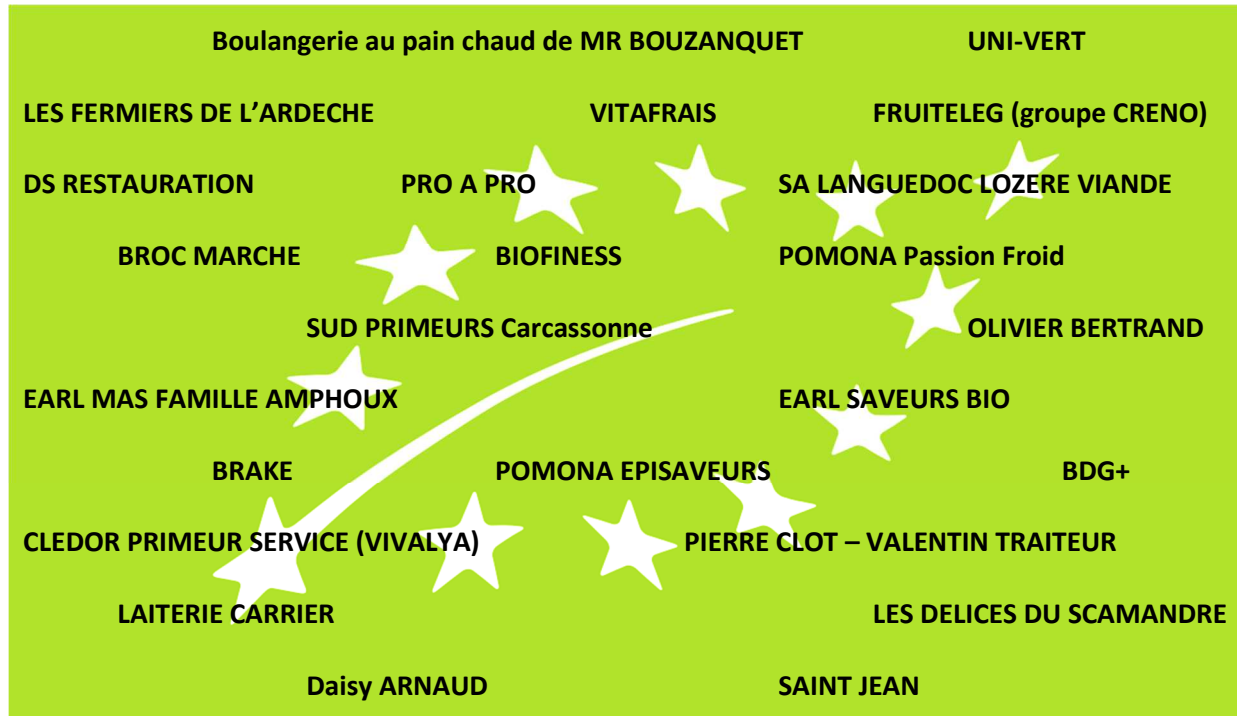 Boulangerie au pain chaud de MR BOUZANQUET UNI-VERT
LES FERMIERS DE L’ARDECHE VITAFRAIS FRUITELEG (groupe CRENO)
DS RESTAURATION PRO A PRO SA LANGUEDOC LOZERE VIANDE
BROC MARCHE BIOFINESS POMONA Passion Froid
SUD PRIMEURS Carcassonne OLIVIER BERTRAND
EARL MAS FAMILLE AMPHOUX EARL SAVEURS BIO
BRAKE POMONA EPISAVEURS BDG+
CLEDOR PRIMEUR SERVICE (VIVALYA) PIERRE CLOT – VALENTIN TRAITEUR
LAITERIE CARRIER LES DELICES DU SCAMANDRE
Daisy ARNAUD SAINT JEAN